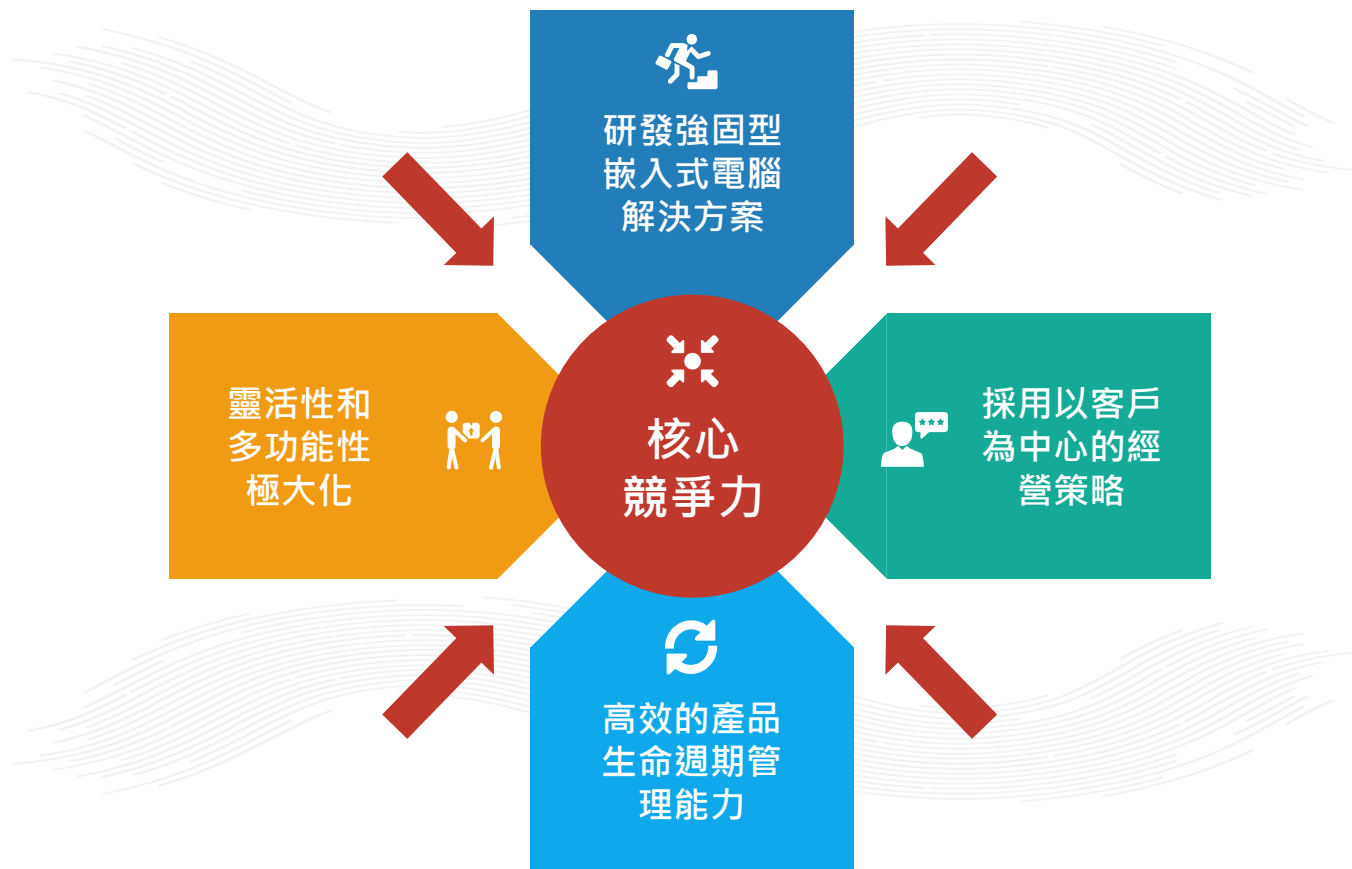 研發強固型
嵌入式電腦
解決方案
靈活性和
多功能性
極大化
核心
競爭力
採用以客戶
為中心的經
營策略
高效的產品
生命週期管
理能力